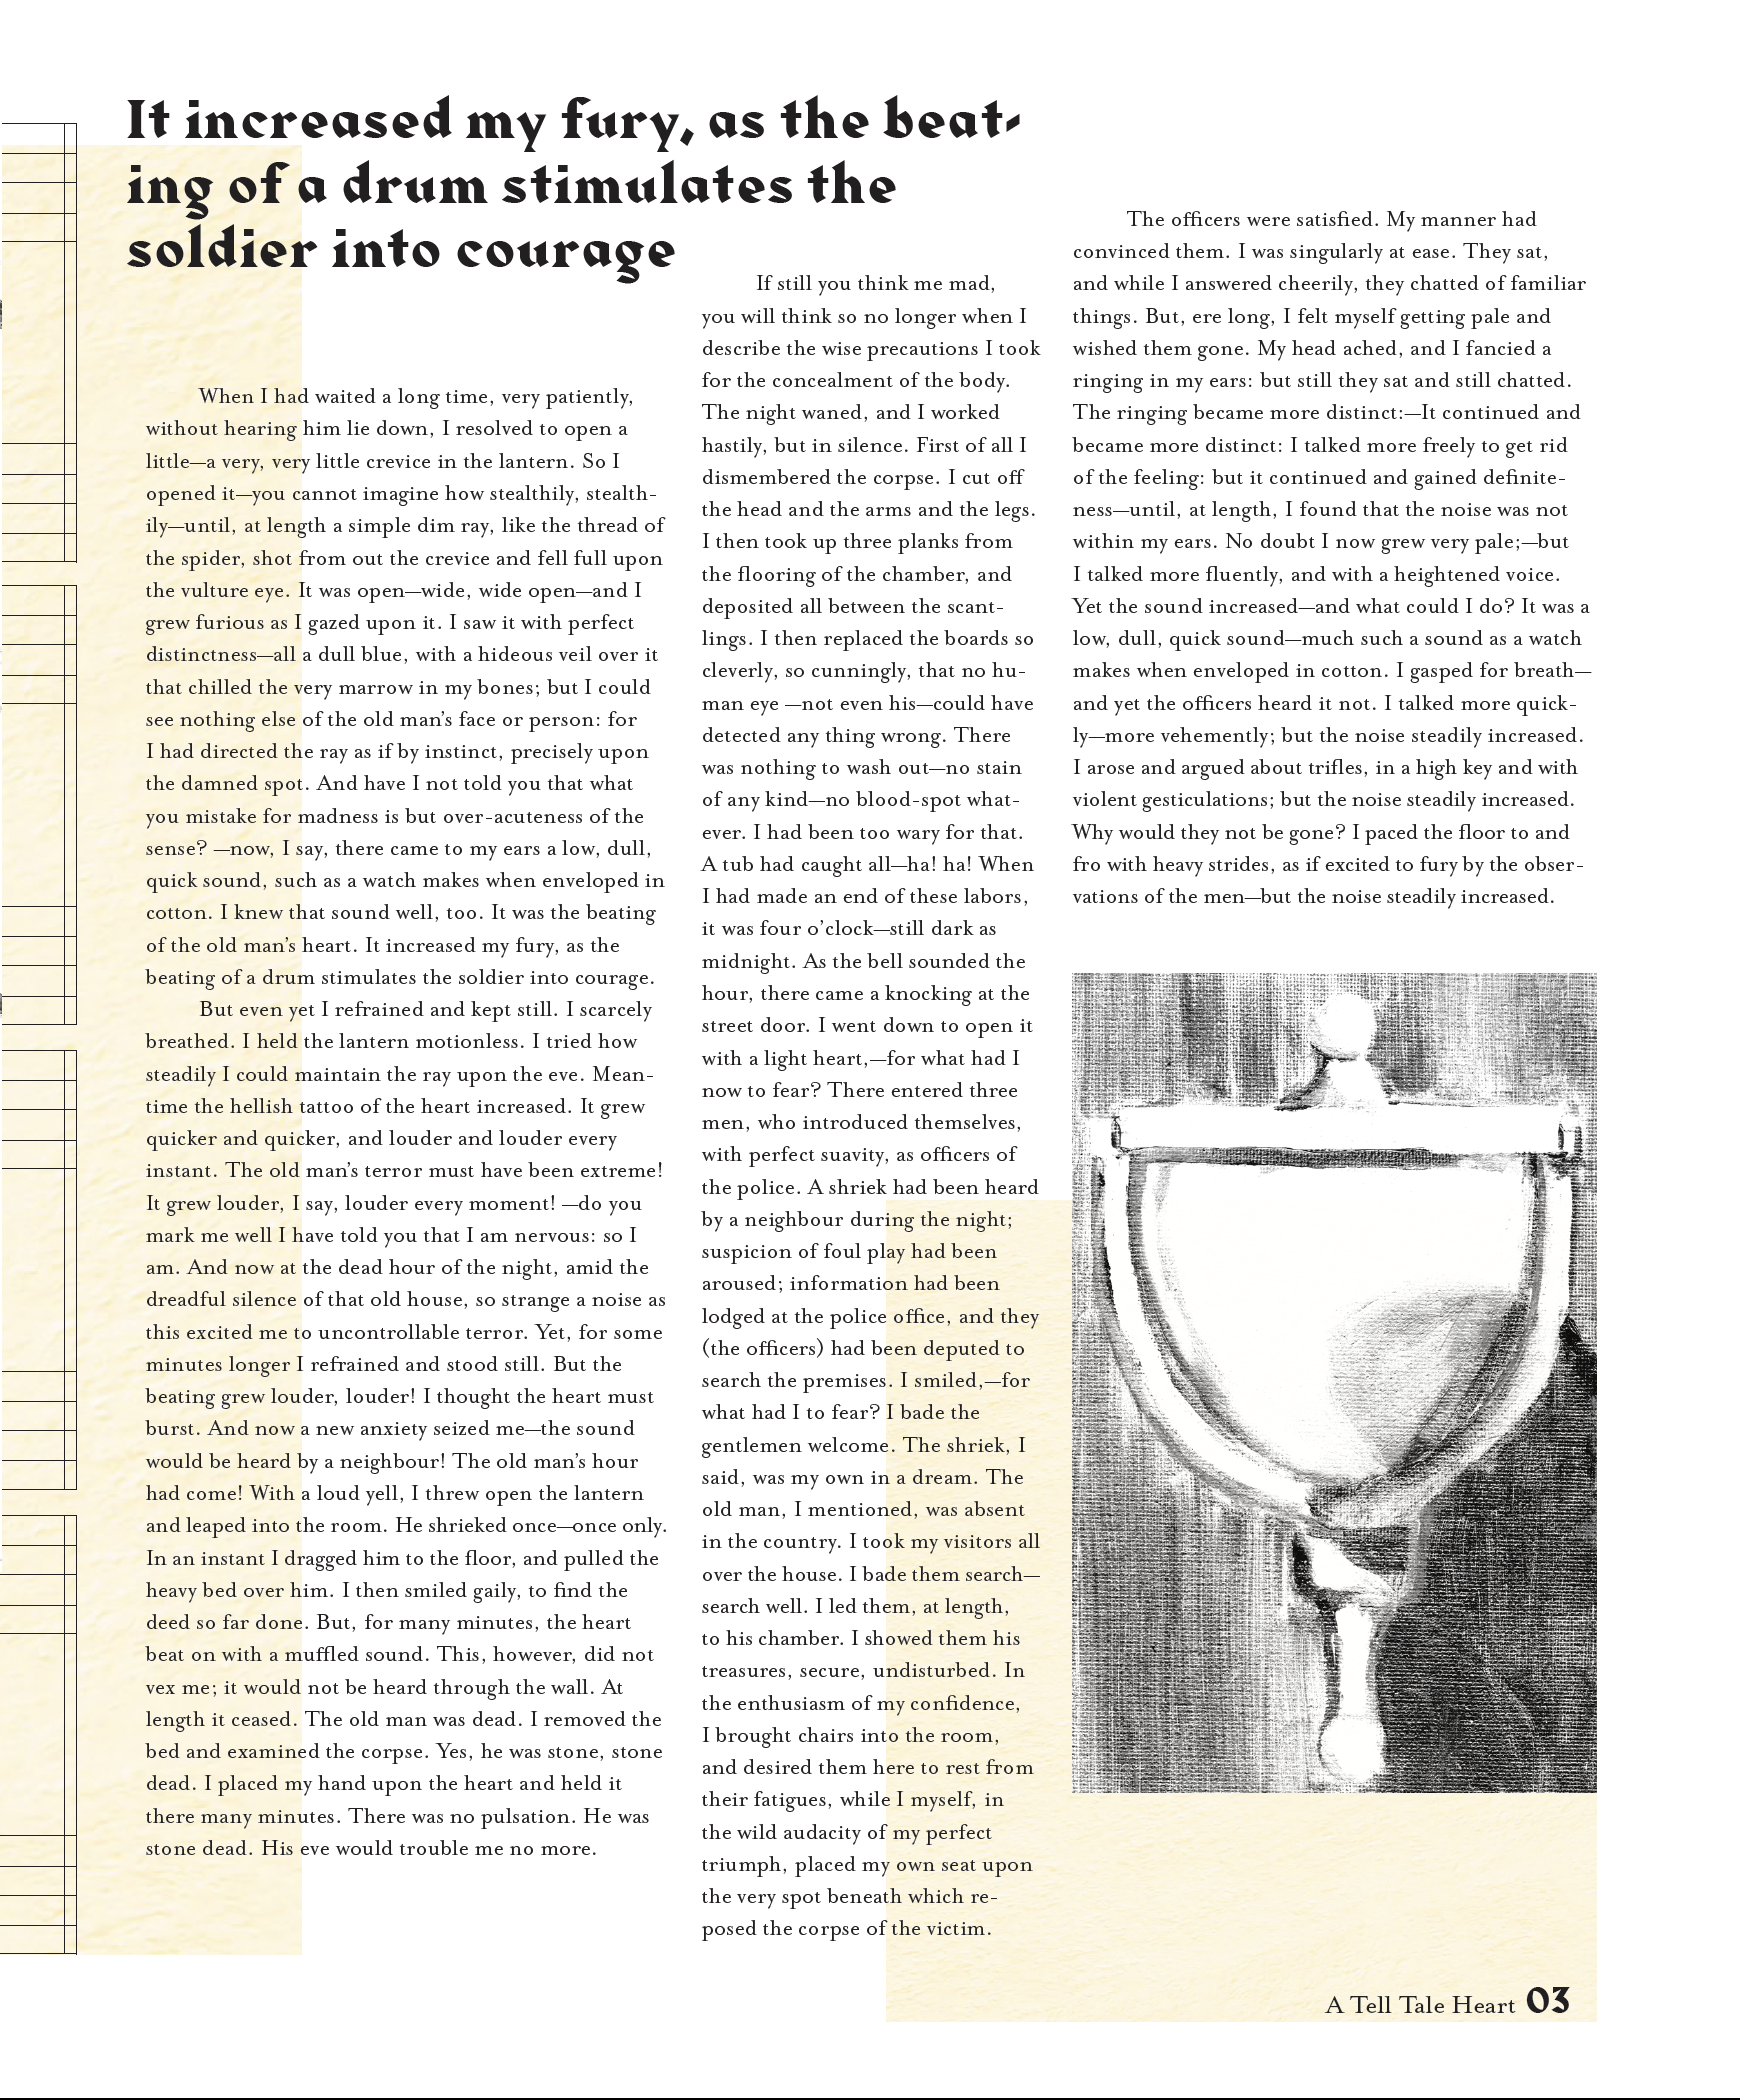 It increased my fury, as the beat-
ing of a drum stimulates the
soldier into courage
When I had waited a long time, very patiently,
without hearing him lie down, I resolved to open a
little—a very, very little crevice in the lantern. So I
opened it—you cannot imagine how stealthily, stealth-
ily—until, at length a simple dim ray, like the thread of
the spider, shot from out the crevice and fell full upon
the vulture eye. It was open—wide, wide open—and I
grew furious as I gazed upon it. I saw it with perfect
distinctness—all a dull blue, with a hideous veil over it
that chilled the very marrow in my bones; but I could
see nothing else of the old man’s face or person: for
I had directed the ray as if by instinct, precisely upon
the damned spot. And have I not told you that what
you mistake for madness is but over-acuteness of the
sense? —now, I say, there came to my ears a low, dull,
quick sound, such as a watch makes when enveloped in
cotton. I knew that sound well, too. It was the beating
of the old man’s heart. It increased my fury, as the
beating of a drum stimulates the soldier into courage.
But even yet I refrained and kept still. I scarcely
breathed. I held the lantern motionless. I tried how
steadily I could maintain the ray upon the eve. Mean-
time the hellish tattoo of the heart increased. It grew
quicker and quicker, and louder and louder every
instant. The old man’s terror must have been extreme!
It grew louder, I say, louder every moment! —do you
mark me well I have told you that I am nervous: so I
am. And now at the dead hour of the night, amid the
dreadful silence of that old house, so strange a noise as
this excited me to uncontrollable terror. Yet, for some
minutes longer I refrained and stood still. But the
beating grew louder, louder! I thought the heart must
burst. And now a new anxiety seized me—the sound
would be heard by a neighbour! The old man’s hour
had come! With a loud yell, I threw open the lantern
and leaped into the room. He shrieked once—once only.
In an instant I dragged him to the floor, and pulled the
heavy bed over him. I then smiled gaily, to find the
deed so far done. But, for many minutes, the heart
beat on with a muffled sound. This, however, did not
vex me; it would not be heard through the wall. At
length it ceased. The old man was dead. I removed the
bed and examined the corpse. Yes, he was stone, stone
dead. I placed my hand upon the heart and held it
there many minutes. There was no pulsation. He was
stone dead. His eve would trouble me no more.
If still you think me mad,
you will think so no longer when I
describe the wise precautions I took
for the concealment of the body.
The night waned, and I worked
hastily, but in silence. First of all I
dismembered the corpse. I cut off
the head and the arms and the legs.
I then took up three planks from
the flooring of the chamber, and
deposited all between the scant-
lings. I then replaced the boards so
cleverly, so cunningly, that no hu-
man eye —not even his—could have
detected any thing wrong. There
was nothing to wash out—no stain
of any kind—no blood-spot what-
ever. I had been too wary for that.
A tub had caught all—ha! ha! When
I had made an end of these labors,
it was four o’clock—still dark as
midnight. As the bell sounded the
hour, there came a knocking at the
street door. I went down to open it
with a light heart,—for what had I
now to fear? There entered three
men, who introduced themselves,
with perfect suavity, as officers of
the police. A shriek had been heard
by a neighbour during the night;
suspicion of foul play had been
aroused; information had been
lodged at the police office, and they
(the officers) had been deputed to
search the premises. I smiled,—for
what had I to fear? I bade the
gentlemen welcome. The shriek, I
said, was my own in a dream. The
old man, I mentioned, was absent
in the country. I took my visitors all
over the house. I bade them search—
search well. I led them, at length,
to his chamber. I showed them his
treasures, secure, undisturbed. In
the enthusiasm of my confidence,
I brought chairs into the room,
and desired them here to rest from
their fatigues, while I myself, in
the wild audacity of my perfect
triumph, placed my own seat upon
the very spot beneath which re-
posed the corpse of the victim.
The officers were satisfied. My manner had
convinced them. I was singularly at ease. They sat,
and while I answered cheerily, they chatted of familiar
things. But, ere long, I felt myself getting pale and
wished them gone. My head ached, and I fancied a
ringing in my ears: but still they sat and still chatted.
The ringing became more distinct:—It continued and
became more distinct: I talked more freely to get rid
of the feeling: but it continued and gained definite-
ness—until, at length, I found that the noise was not
within my ears. No doubt I now grew very pale;—but
I talked more fluently, and with a heightened voice.
Yet the sound increased—and what could I do? It was a
low, dull, quick sound—much such a sound as a watch
makes when enveloped in cotton. I gasped for breath—
and yet the officers heard it not. I talked more quick-
ly—more vehemently; but the noise steadily increased.
I arose and argued about trifles, in a high key and with
violent gesticulations; but the noise steadily increased.
Why would they not be gone? I paced the floor to and
fro with heavy strides, as if excited to fury by the obser-
vations of the men—but the noise steadily increased.
A Tell Tale Heart 03